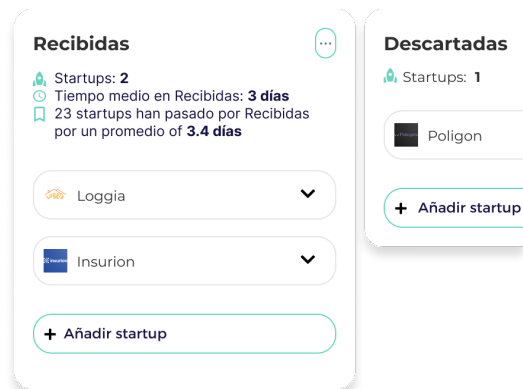 Recibidas
Startups: 2
Tiempo medio en Recibidas: 3 días
23 startups han pasado por Recibidas
por un promedio of 3.4 días
Loggia
Insurion
+ Añadir startup
Descartadas
Startups: 1
Poligon
+ Añadir startup